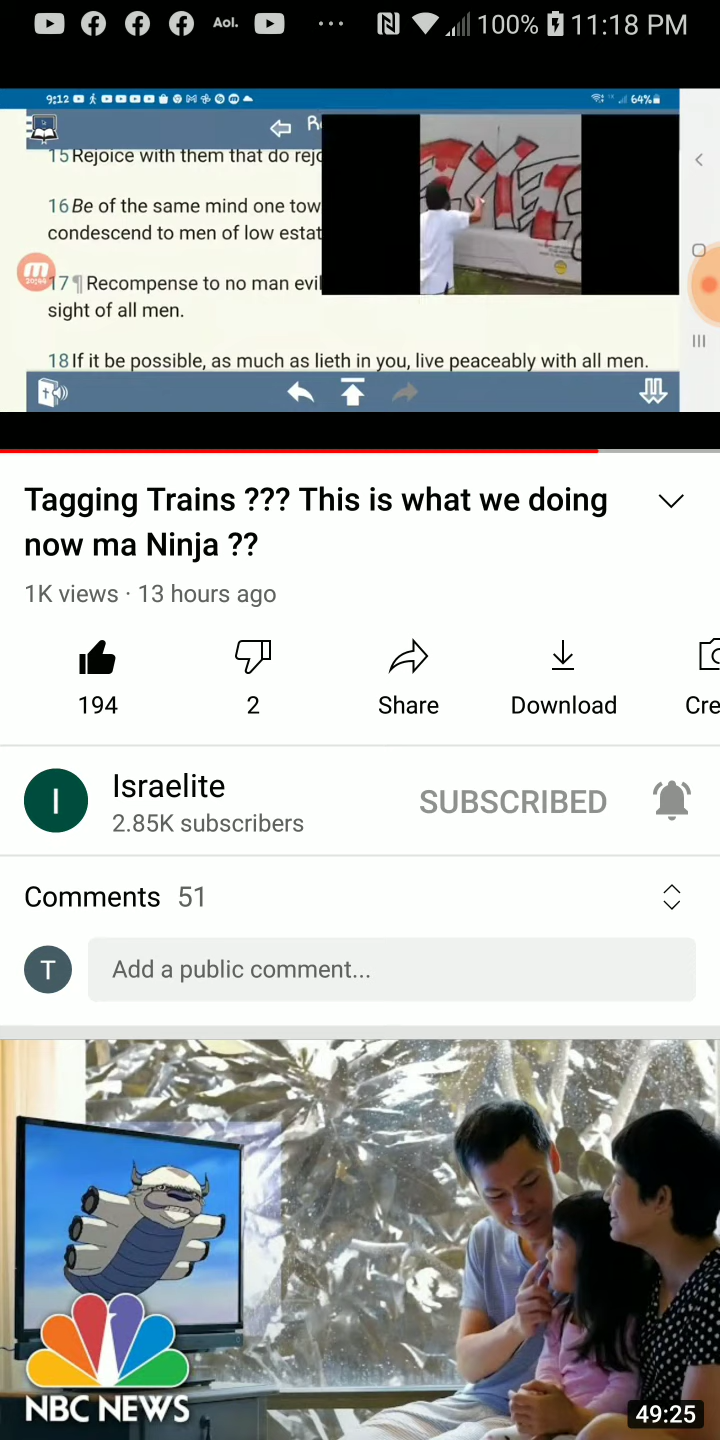 Aol.
100%
11:18 PM
9:12
64%
15 Rejoice with them that do rejo
16 Be of the same mind one tow
condescend to men of low estat
17 ¶ Recompense to no man evil
sight of all men.
18 If it be possible, as much as lieth in you, live peaceably with all men.
Tagging Trains ??? This is what we doing
now ma Ninja ??
1K views · 13 hours ago
194
2
Share
Download
Cre
I
Israelite
2.85K subscribers
SUBSCRIBED
Comments 51
T
Add a public comment...
NBC NEWS
49:25